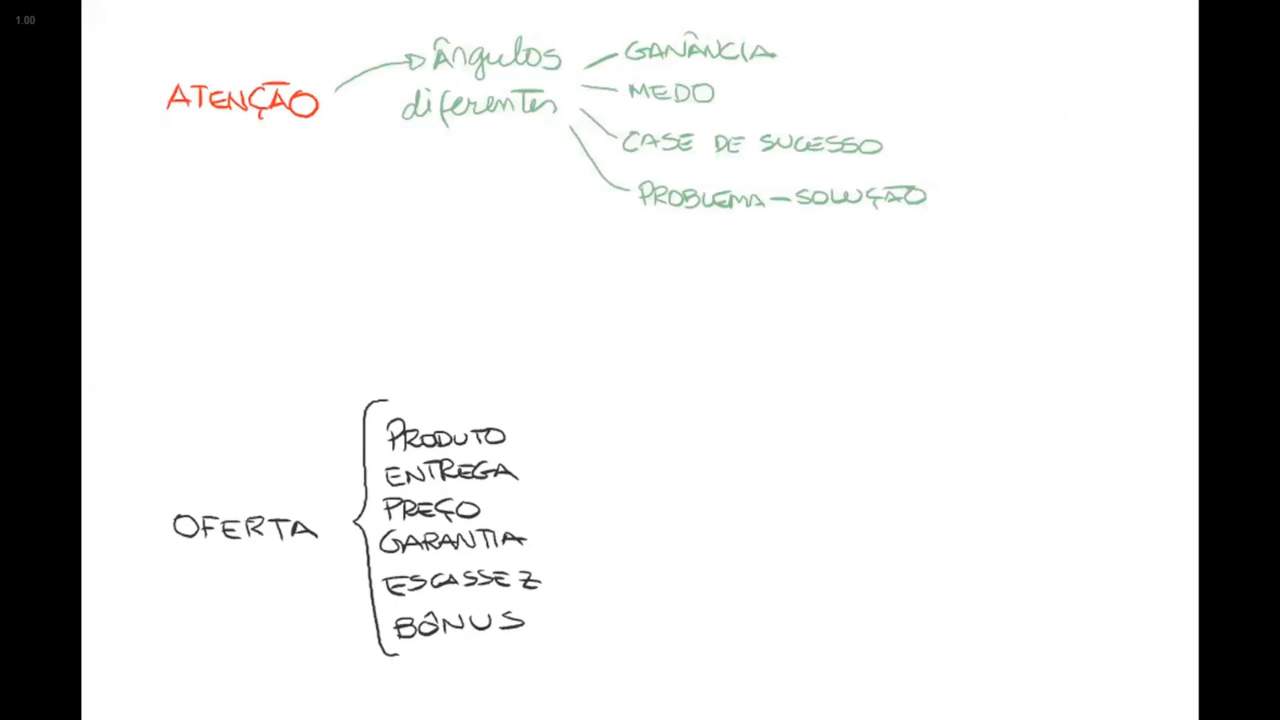 1.00
ATENÇÃO
Ângulos
diferentes
GANÂNCIA
MEDO
CASE DE SUCESSO
PROBLEMA - SOLUÇÃO
OFERTA
PRODUTO
ENTREGA
PREÇO
GARANTIA
ESCASSEZ
BÔNUS